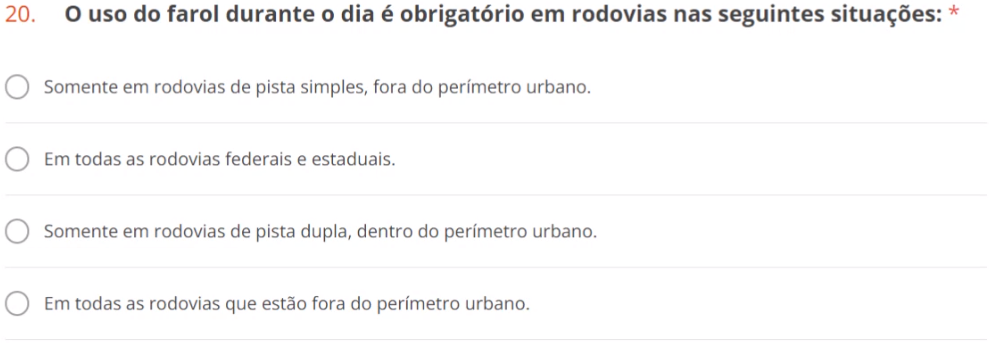 20. O uso do farol durante o dia é obrigatório em rodovias nas seguintes situações: *
Somente em rodovias de pista simples, fora do perímetro urbano.
Em todas as rodovias federais e estaduais.
Somente em rodovias de pista dupla, dentro do perímetro urbano.
Em todas as rodovias que estão fora do perímetro urbano.